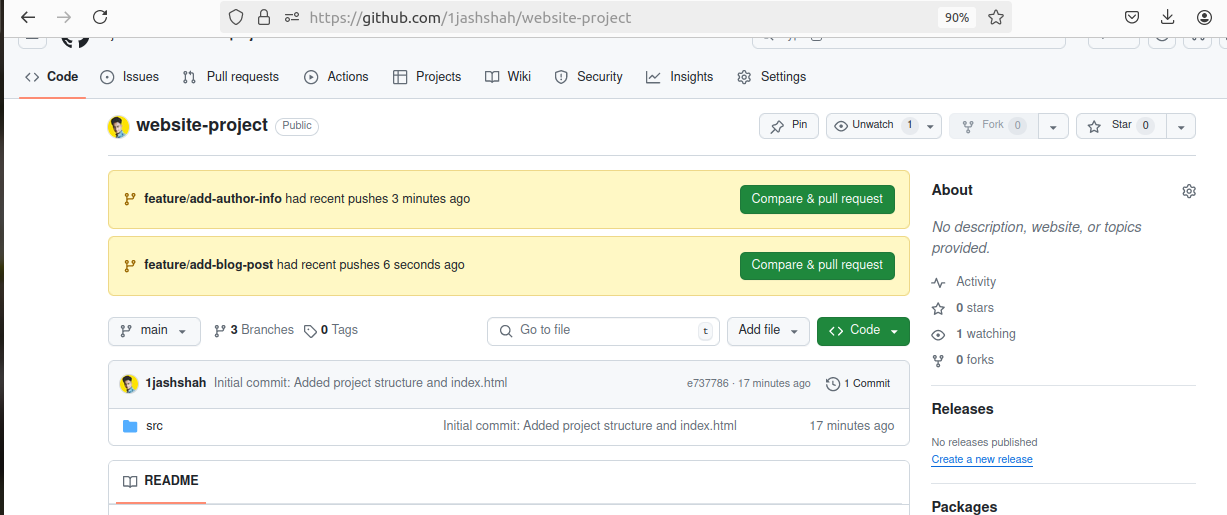 https://github.com/1jashshah/website-project
90%
Code
Issues
Pull requests
Actions
Projects
Wiki
Security
Insights
Settings
website-project
Public
Pin
Unwatch 1
Fork 0
Star 0
feature/add-author-info had recent pushes 3 minutes ago
Compare & pull request
feature/add-blog-post had recent pushes 6 seconds ago
Compare & pull request
main
3 Branches
0 Tags
Go to file
t
Add file
Code
1jashshah Initial commit: Added project structure and index.html
e737786 · 17 minutes ago
1 Commit
src
Initial commit: Added project structure and index.html
17 minutes ago
README
About
No description, website, or topics
provided.
Activity
0 stars
1 watching
0 forks
Releases
No releases published
Create a new release
Packages